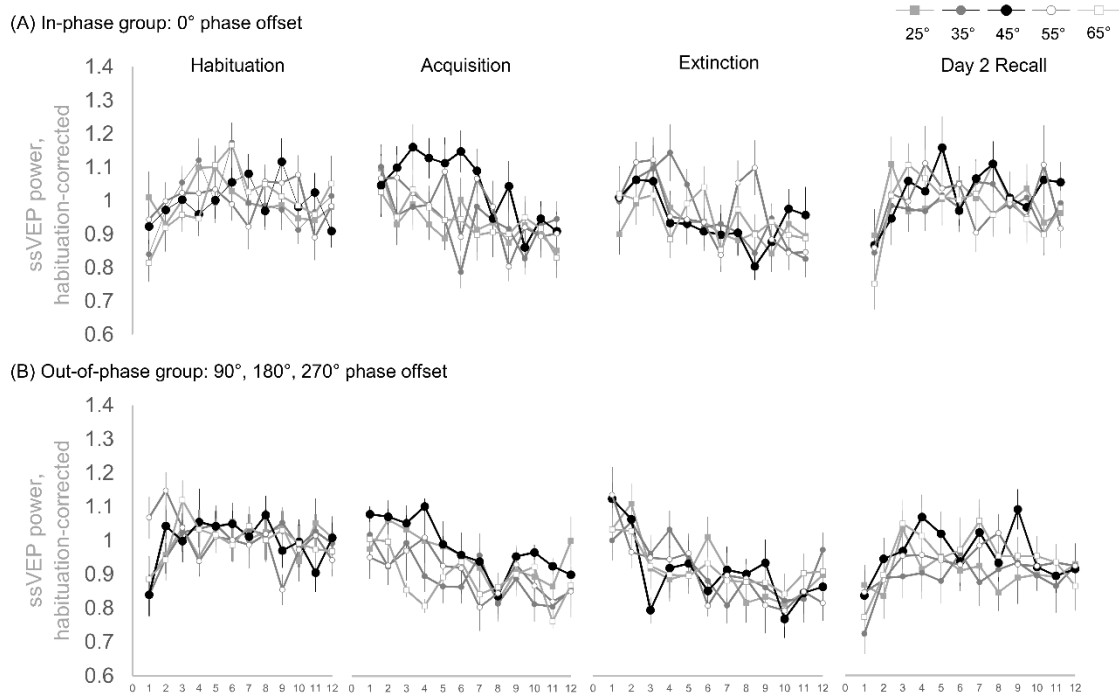 (A) In-phase group: 0° phase offset
25° 35° 45° 55° 65°
Habituation Acquisition Extinction Day 2 Recall
ssVEP power,
habituation-corrected
1.4
1.3
1.2
1.1
1
0.9
0.8
0.7
0.6
(B) Out-of-phase group: 90°, 180°, 270° phase offset
ssVEP power,
habituation-corrected
1.4
1.3
1.2
1.1
1
0.9
0.8
0.7
0.6
0 1 2 3 4 5 6 7 8 9 10 11 12 0 1 2 3 4 5 6 7 8 9 10 11 12 0 1 2 3 4 5 6 7 8 9 10 11 12 0 1 2 3 4 5 6 7 8 9 10 11 12